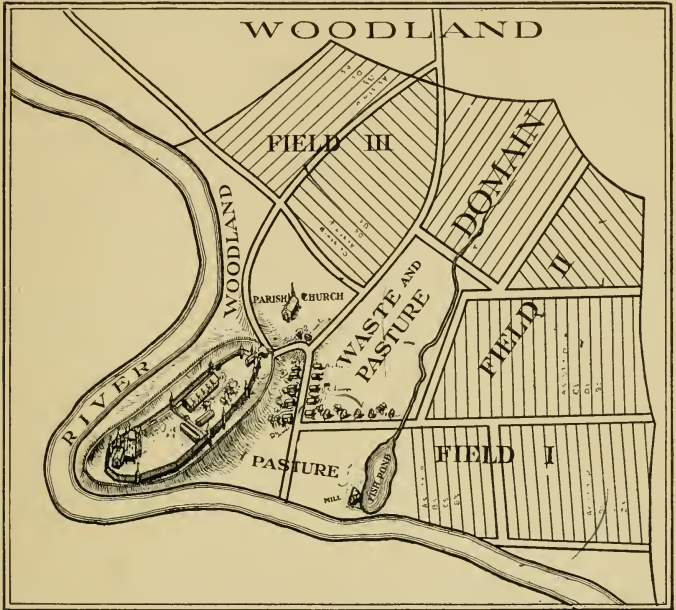 WOODLAND
FIELD III
DOMAIN
WOODLAND
PARISH CHURCH
WASTE AND
PASTURE
FIELD II
RIVER
PASTURE
FIELD I
MILL
FISH POND